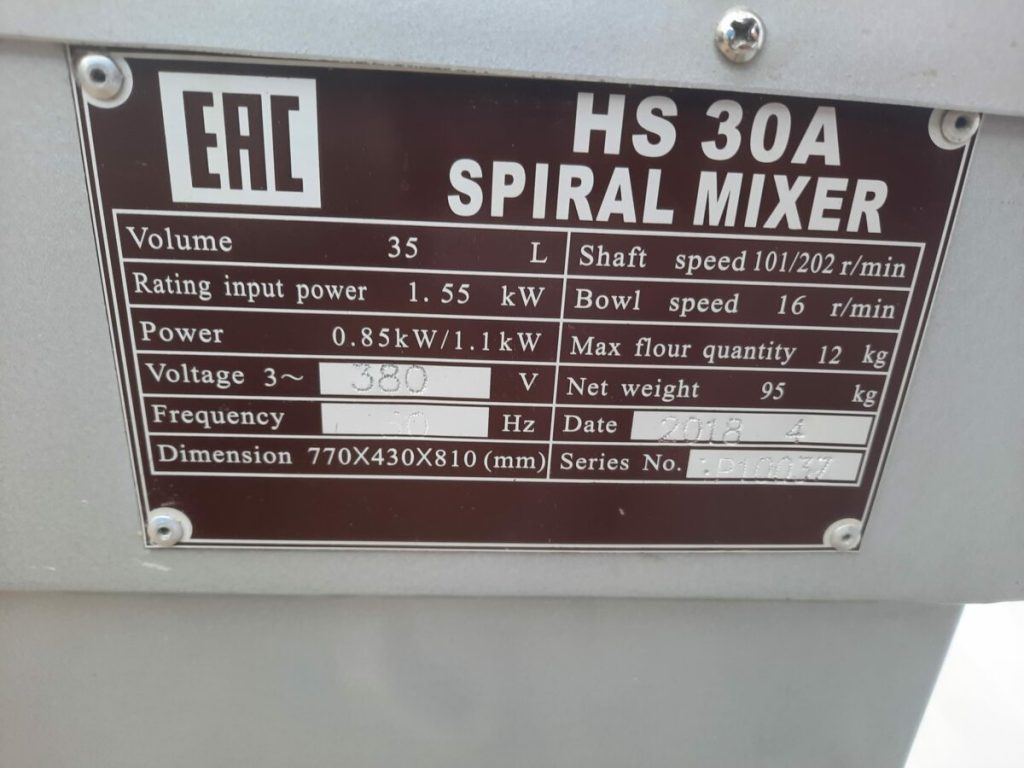 EAC
HS 30A
SPIRAL MIXER
Volume 35 L
Rating input power 1.55 kW
Power 0.85kW/1.1kW
Voltage 3~ 380 V
Frequency Hz
Dimension 770X430X810(mm)
Shaft speed 101/202 r/min
Bowl speed 16 r/min
Max flour quantity 12 kg
Net weight 95 kg
Date 2018 4
Series No.